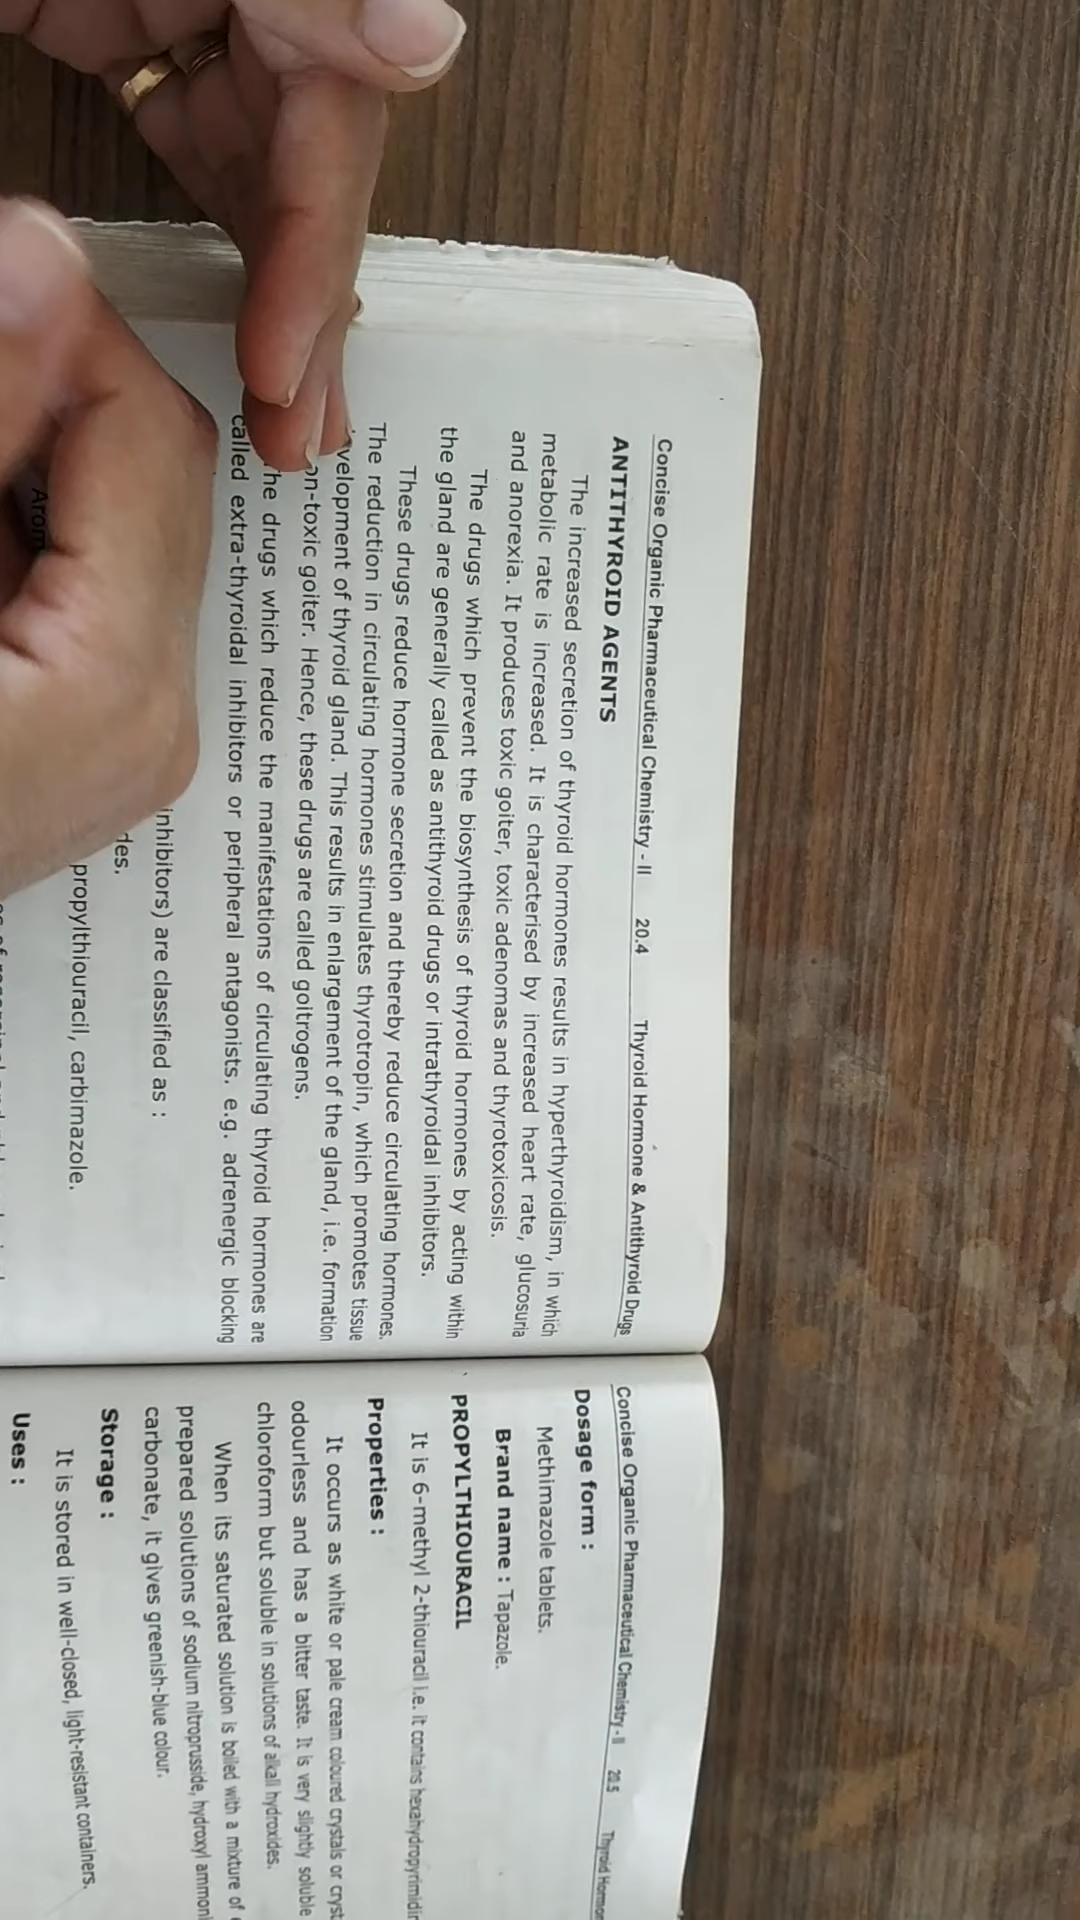 Concise Organic Pharmaceutical Chemistry - II 20.4 Thyroid Hormone & Antithyroid Drugs
ANTITHYROID AGENTS
The increased secretion of thyroid hormones results in hyperthyroidism, in which
metabolic rate is increased. It is characterised by increased heart rate, glucosuria
and anorexia. It produces toxic goiter, toxic adenomas and thyrotoxicosis.
The drugs which prevent the biosynthesis of thyroid hormones by acting within
the gland are generally called as antithyroid drugs or intrathyroidal inhibitors.
These drugs reduce hormone secretion and thereby reduce circulating hormones.
The reduction in circulating hormones stimulates thyrotropin, which promotes tissue
velopment of thyroid gland. This results in enlargement of the gland, i.e. formation
on-toxic goiter. Hence, these drugs are called goitrogens.
he drugs which reduce the manifestations of circulating thyroid hormones are
called extra-thyroidal inhibitors or peripheral antagonists. e.g. adrenergic blocking
inhibitors) are classified as :
des.
propylthiouracil, carbimazole.
Arom
Concise Organic Pharmaceutical Chemistry - II 20.5 Thyroid Hormon
Dosage form :
Methimazole tablets.
Brand name : Tapazole.
PROPYLTHIOURACIL
It is 6-methyl 2-thiouracil i.e. it contains hexahydropyrimidin
Properties :
It occurs as white or pale cream coloured crystals or cryst
odourless and has a bitter taste. It is very slightly soluble
chloroform but soluble in solutions of alkali hydroxides.
When its saturated solution is boiled with a mixture of
prepared solutions of sodium nitroprusside, hydroxyl ammoni
carbonate, it gives greenish-blue colour.
Storage :
It is stored in well-closed, light-resistant containers.
Uses :